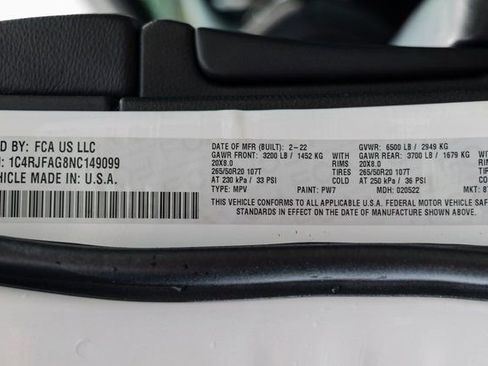 D BY: FCA US LLC
: 1C4RJFAG8NC149099
EHICLE MADE IN U.S.A.
DATE OF MFR (BUILT) 2-22 GVWR: 6500 LB / 2949 KG
GAWR FRONT: 3200 LB / 1452 KG WITH GAWR REAR: 3700 LB / 1679 KG WITH
20X8.0 RIMS 20X8.0 RIMS
265/50R20 107T TIRES 265/50R20 107T TIRES
AT 230 kPa / 33 PSI AT 250 kPa / 36 PSI
TYPE: MPV PAINT: PW7 MDH: 020522 MKT:
THIS VEHICLE CONFORMS TO ALL APPLICABLE U.S.A. FEDERAL MOTOR VEHICLE SAF
STANDARDS IN EFFECT ON THE DATE OF MANUFACTURE SHOWN ABOVE.